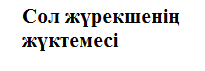 Сол жүрекшенің
жүктемесі